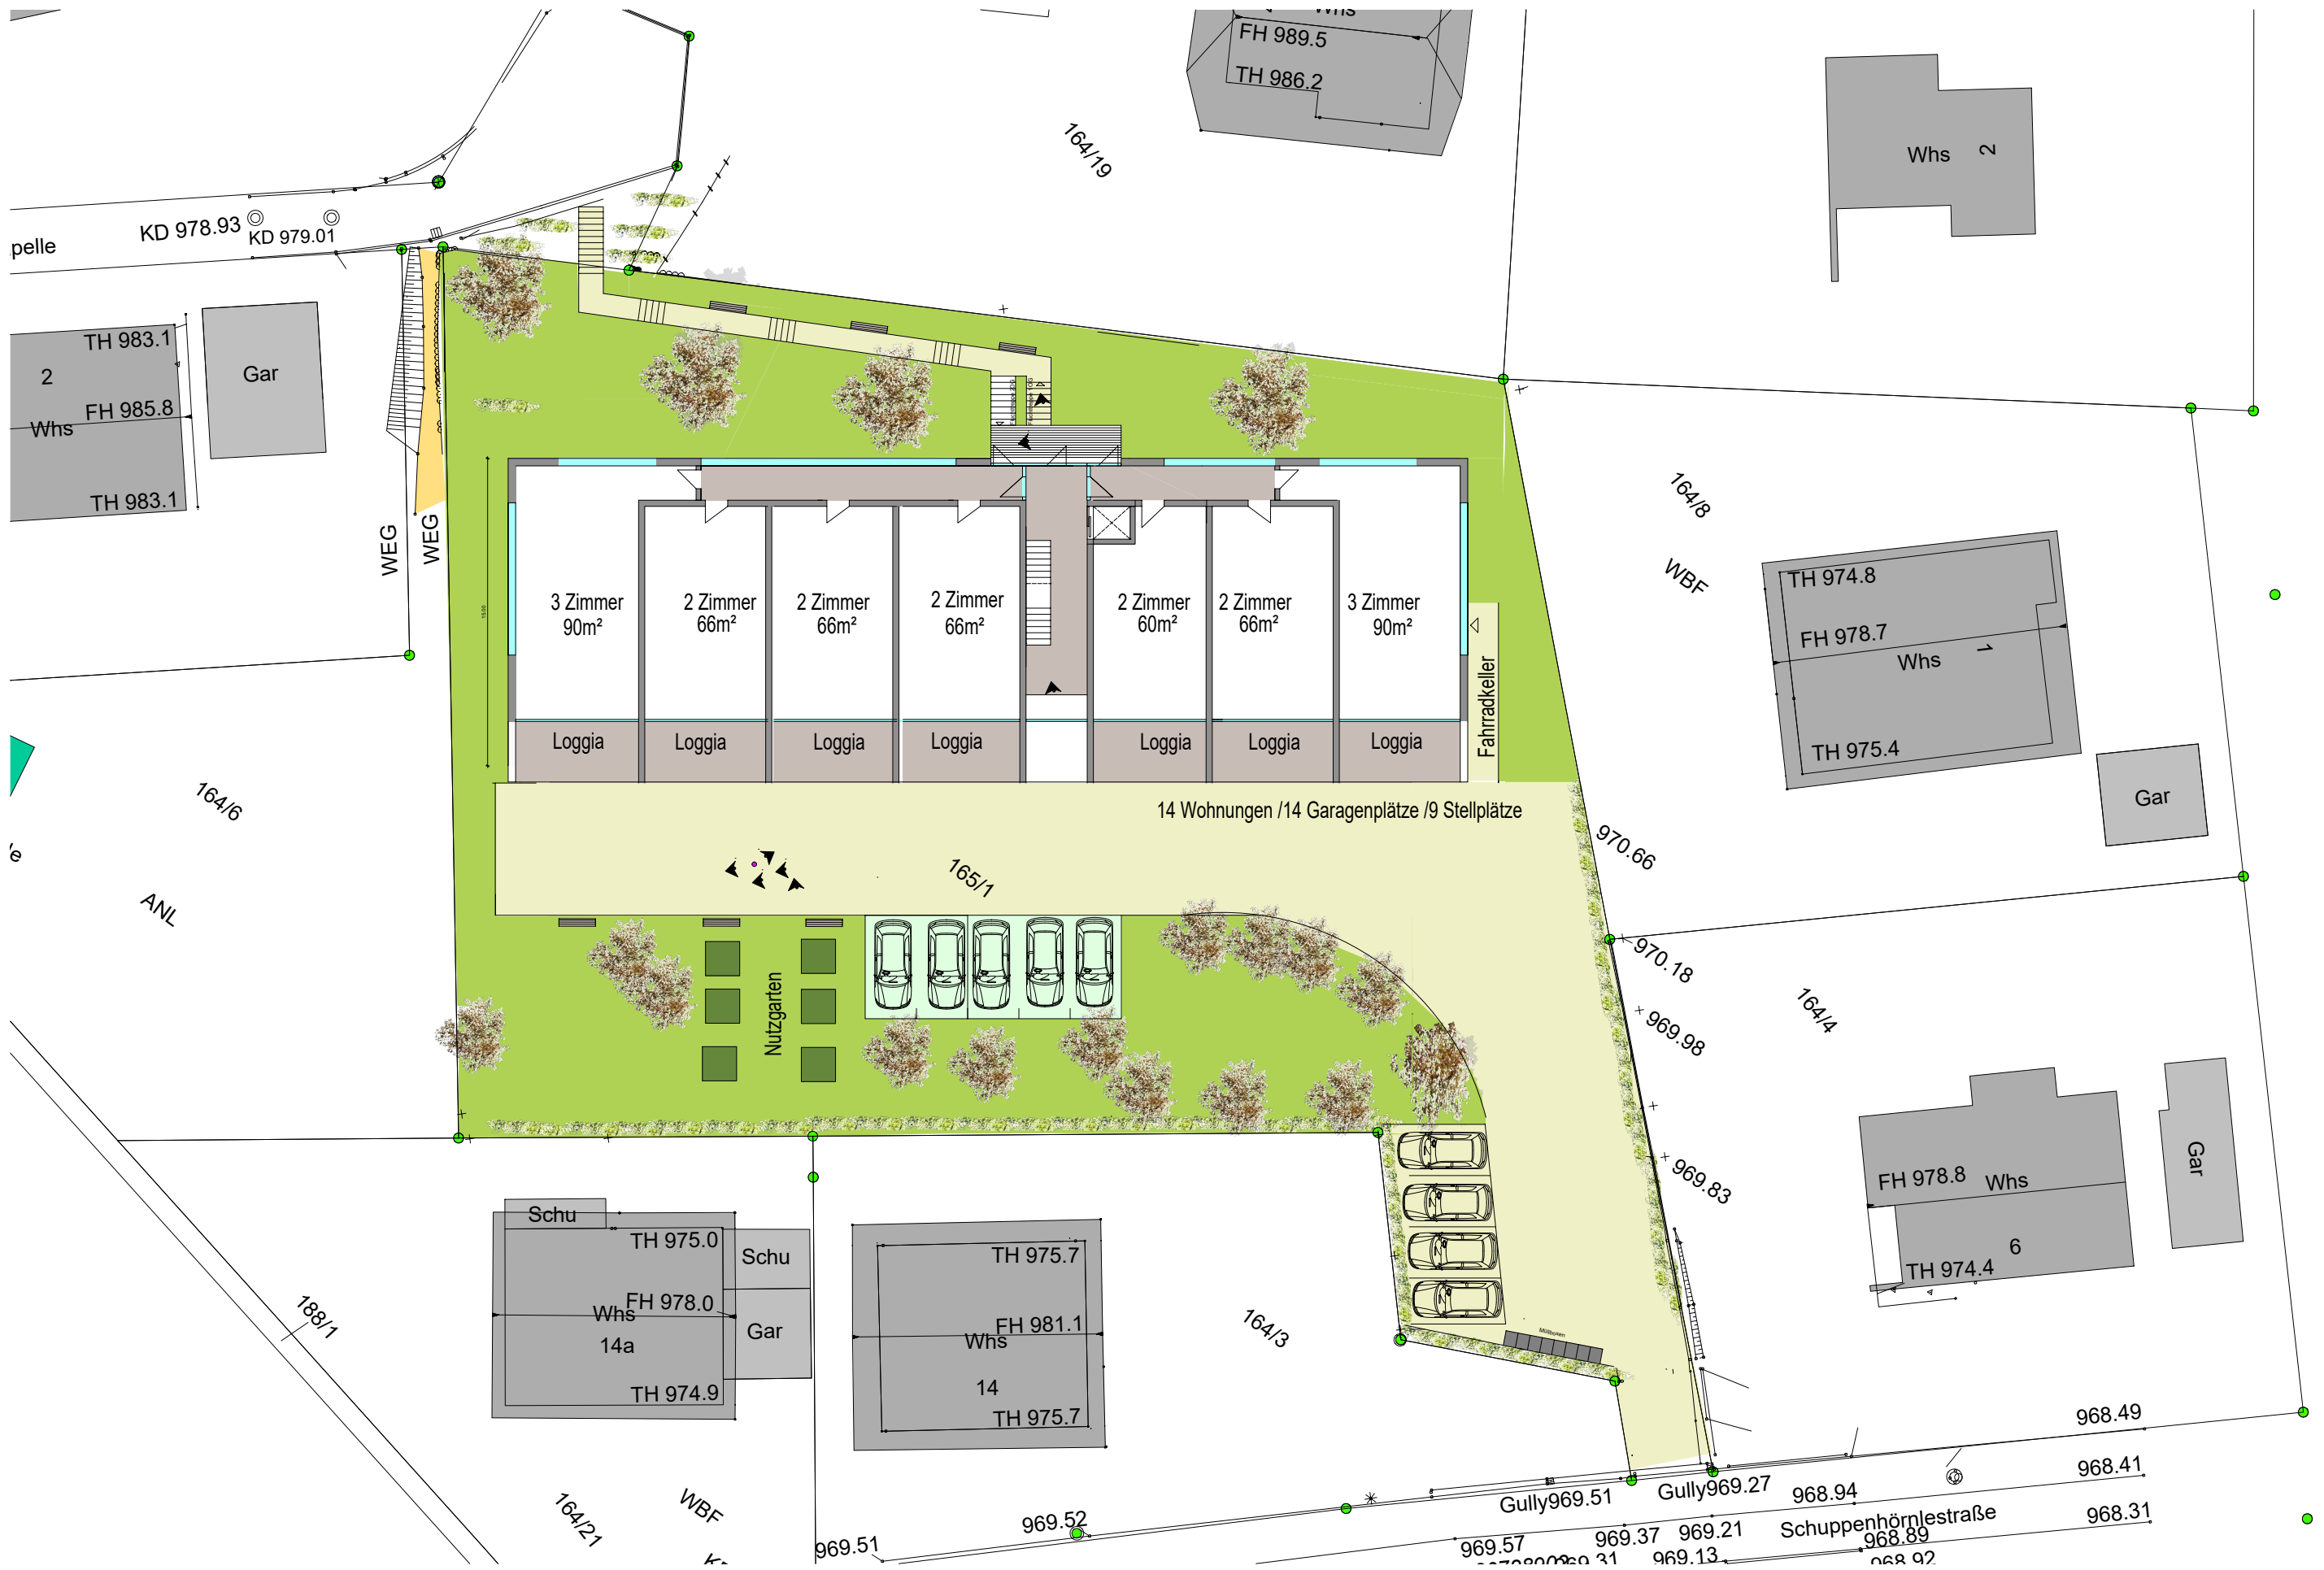 Whs
FH 989.5
TH 986.2
164/19
Whs
2
KD 978.93
KD 979.01
pelle
TH 983.1
2
FH 985.8
Whs
TH 983.1
Gar
WEG
WEG
164/8
WBF
TH 974.8
FH 978.7
Whs
1
TH 975.4
Gar
3 Zimmer
90m²
2 Zimmer
66m²
2 Zimmer
66m²
2 Zimmer
66m²
2 Zimmer
60m²
2 Zimmer
66m²
3 Zimmer
90m²
Loggia
Loggia
Loggia
Loggia
Loggia
Loggia
Loggia
Fahrradkeller
14 Wohnungen /14 Garagenplätze /9 Stellplätze
164/6
ANL
165/1
970.66
970.18
969.98
969.83
164/4
Nutzgarten
Schu
TH 975.0
Schu
FH 978.0
Whs
14a
Gar
TH 974.9
TH 975.7
FH 981.1
Whs
14
TH 975.7
164/3
188/1
Müllboxen
FH 978.8
Whs
6
TH 974.4
Gar
164/21
WBF
969.51
969.52
Gully969.51
Gully969.27
968.94
968.49
968.41
968.31
Schuppenhörnlestraße
969.57
969.37
969.21
968.89
969.31
969.13
968.92